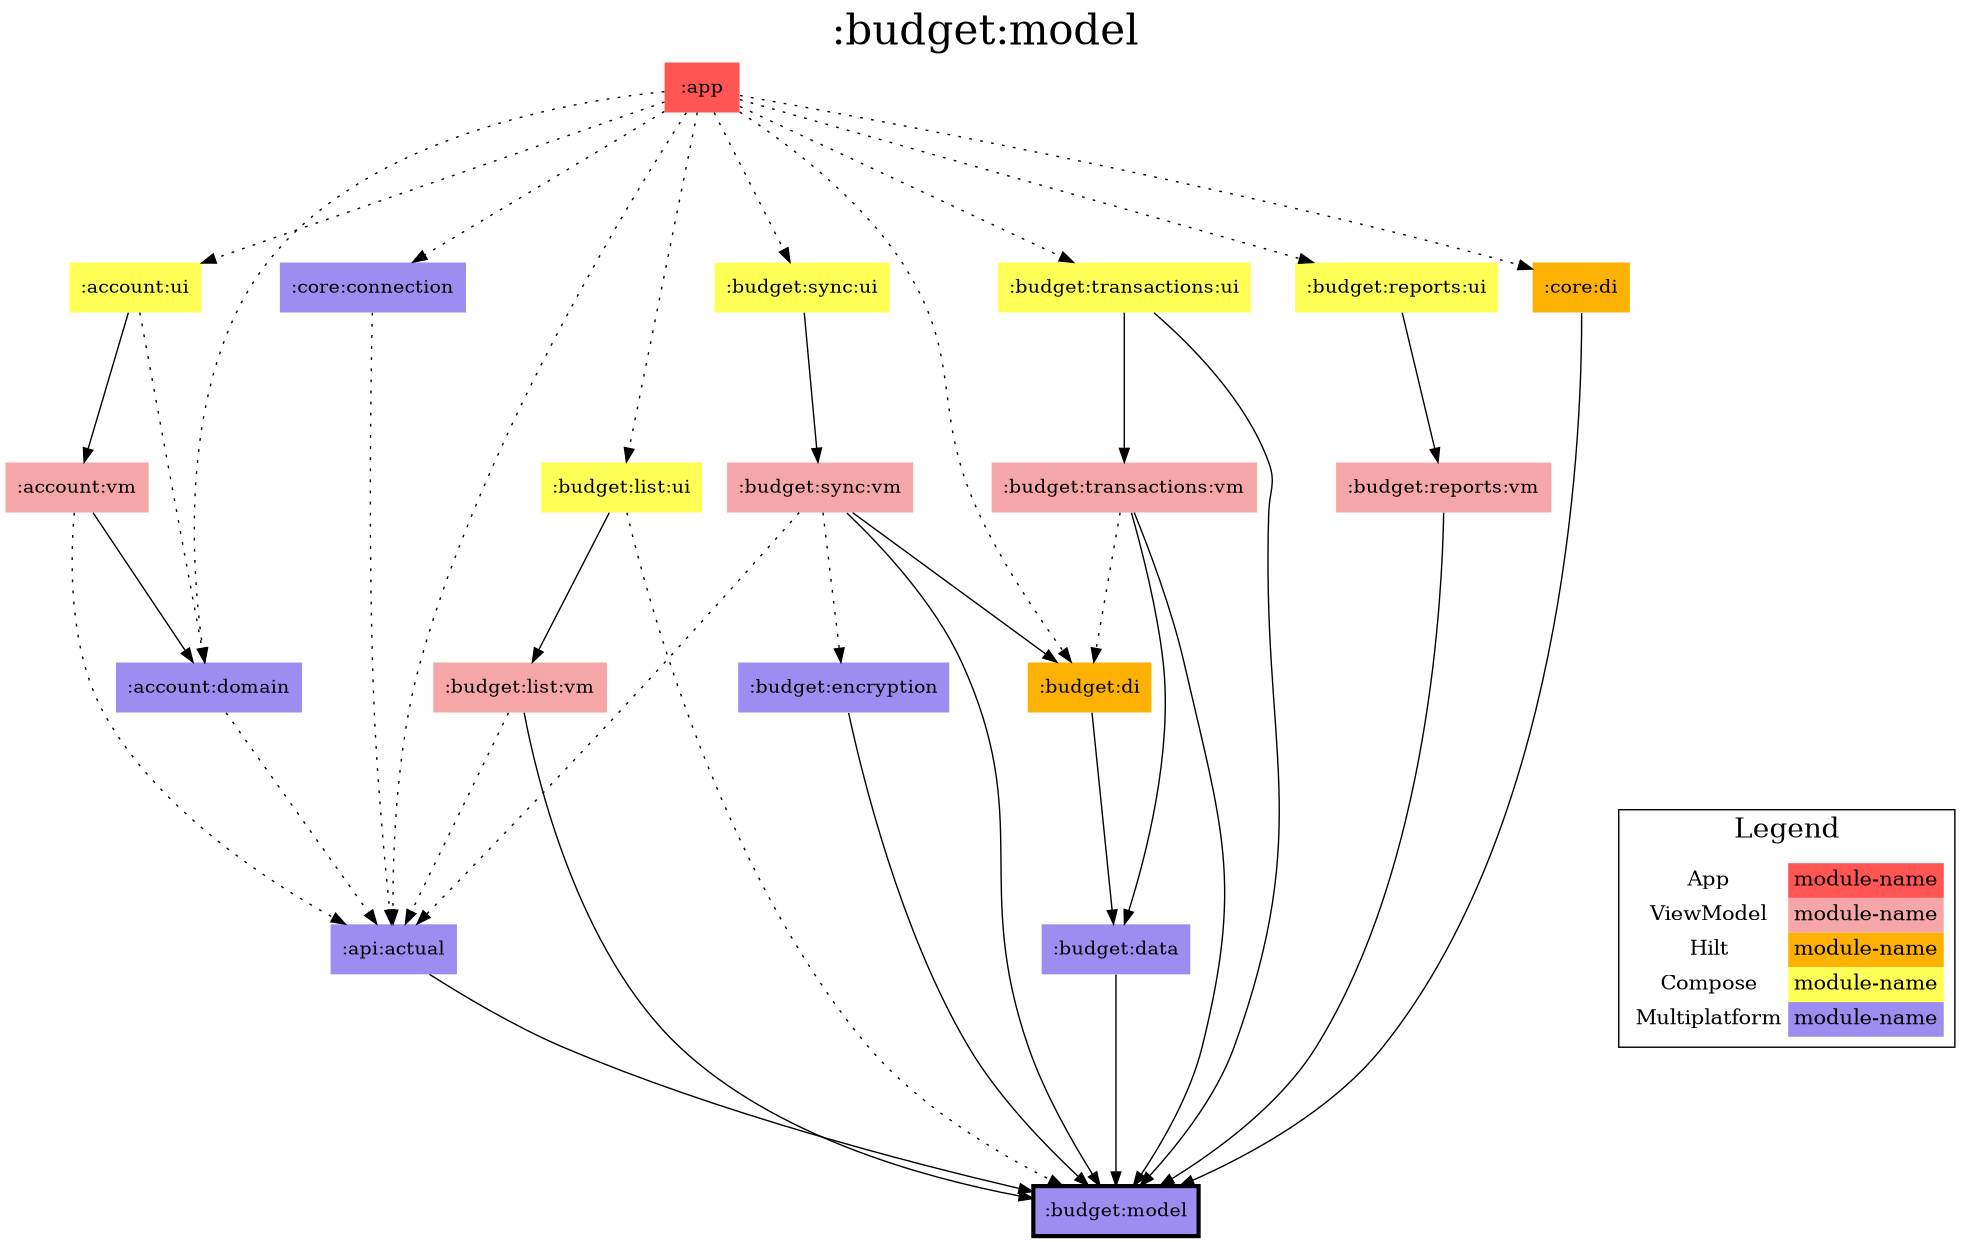 :budget:model
:app
:account:ui
:core:connection
:budget:sync:ui
:budget:transactions:ui
:budget:reports:ui
:core:di
:account:vm
:budget:list:ui
:budget:sync:vm
:budget:transactions:vm
:budget:reports:vm
:account:domain
:budget:list:vm
:budget:encryption
:budget:di
:api:actual
:budget:data
Legend
App module-name
ViewModel module-name
Hilt module-name
Compose module-name
Multiplatform module-name
:budget:model